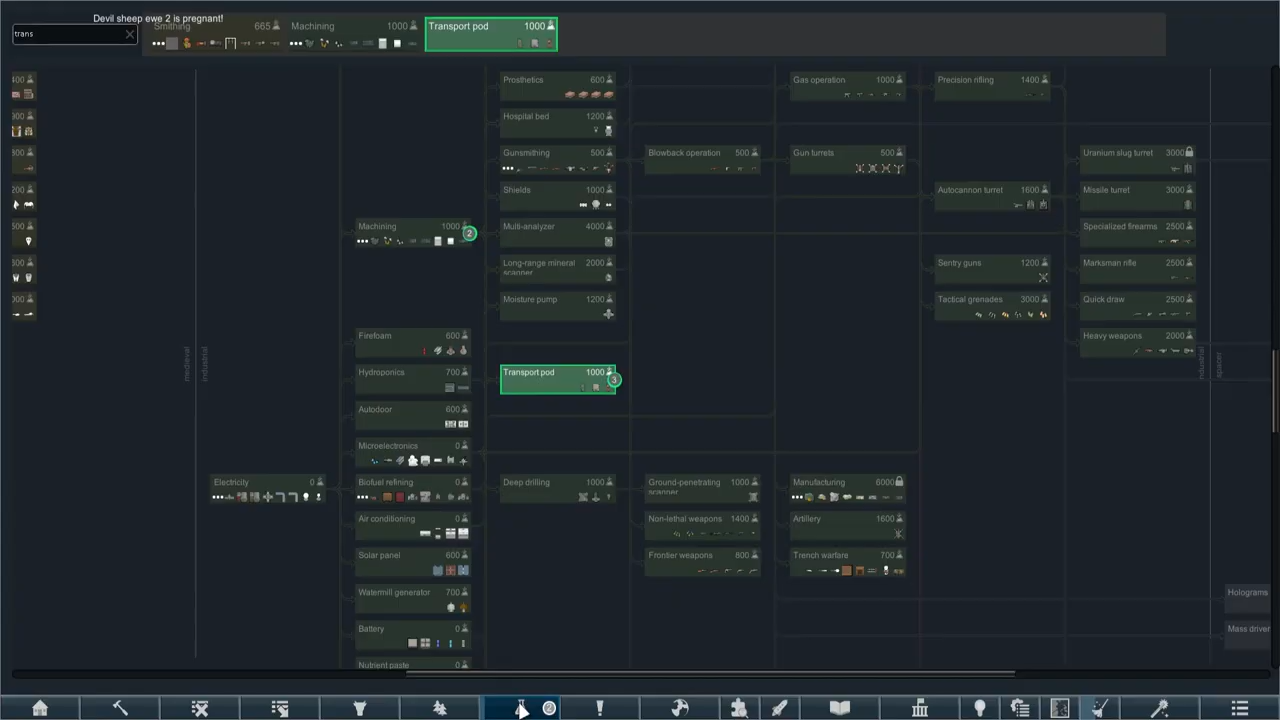 Devil sheep ewe 2 is pregnant!
trans
Smithing 665
Machining 1000
Transport pod 1000
Prosthetics 600
Gas operation 1000
Precision rifling 1400
Hospital bed 1200
Gunsmithing 500
Blowback operation 500
Gun turrets 500
Uranium slug turret 3000
Shields 1000
Autocannon turret 1600
Missile turret 3000
Machining 1000
2
Multi-analyzer 4000
Specialized firearms 2500
Long-range mineral
scanner
2000
Sentry guns 1200
Marksman rifle 2500
Moisture pump 1200
Tactical grenades 3000
Quick draw 2500
Firefoam 600
Heavy weapons 2000
medieval
industrial
spacer
Hydroponics 700
Transport pod 1000
3
Autodoor 600
Microelectronics 0
Electricity 0
Biofuel refining 0
Deep drilling 1000
Ground-penetrating
scanner
1000
Manufacturing 6000
Air conditioning 0
Non-lethal weapons 1400
Artillery 1600
Solar panel 600
Frontier weapons 800
Trench warfare 700
Watermill generator 700
Holograms
Battery 0
Mass driver
Nutrient paste 0
2